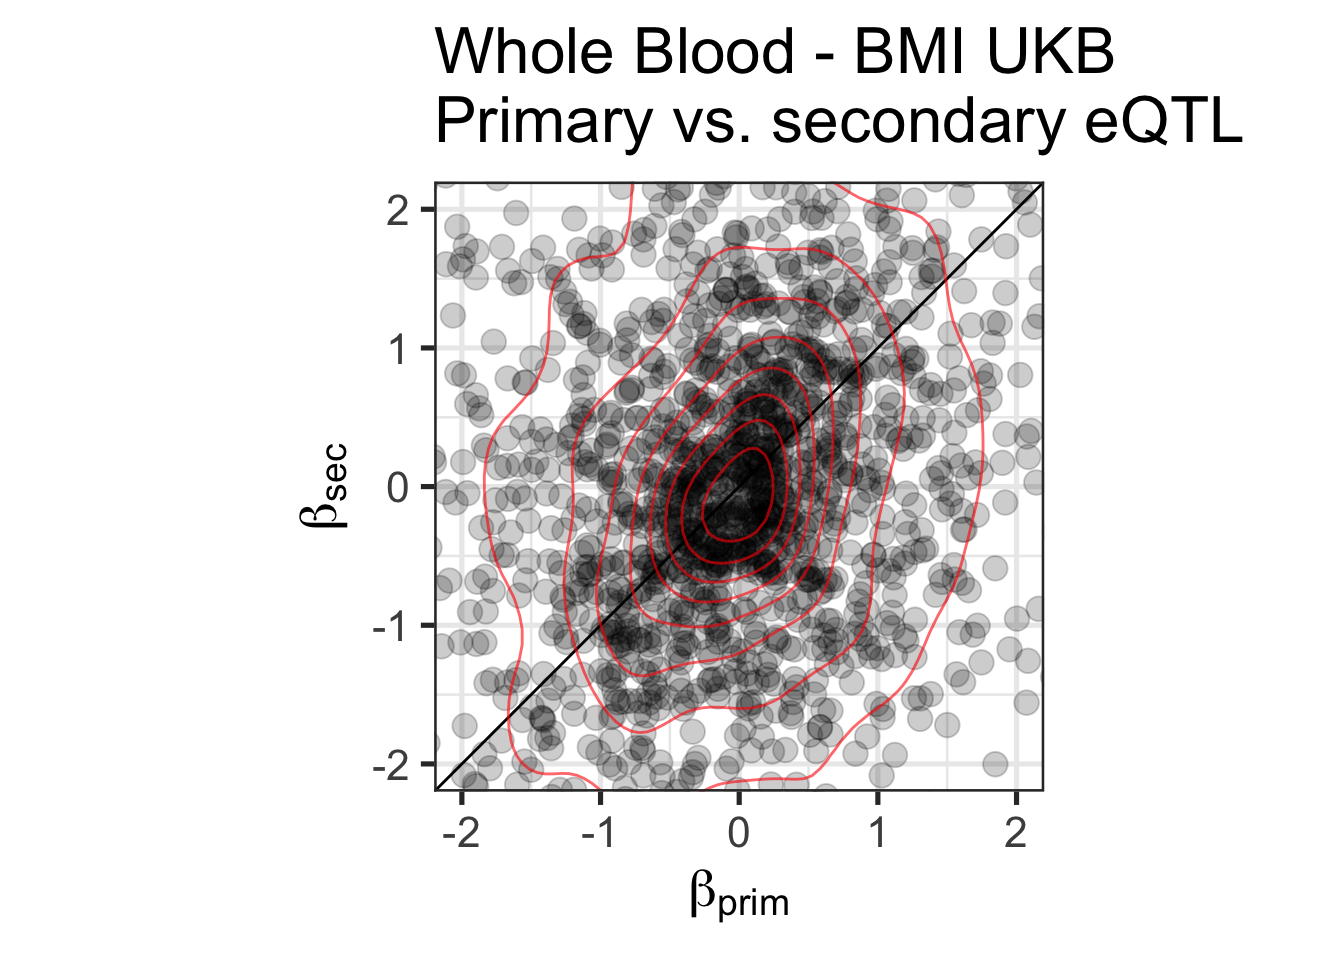 Whole Blood - BMI UKB
Primary vs. secondary eQTL
2
1
0
-1
-2
βsec
-2 -1 0 1 2
βprim